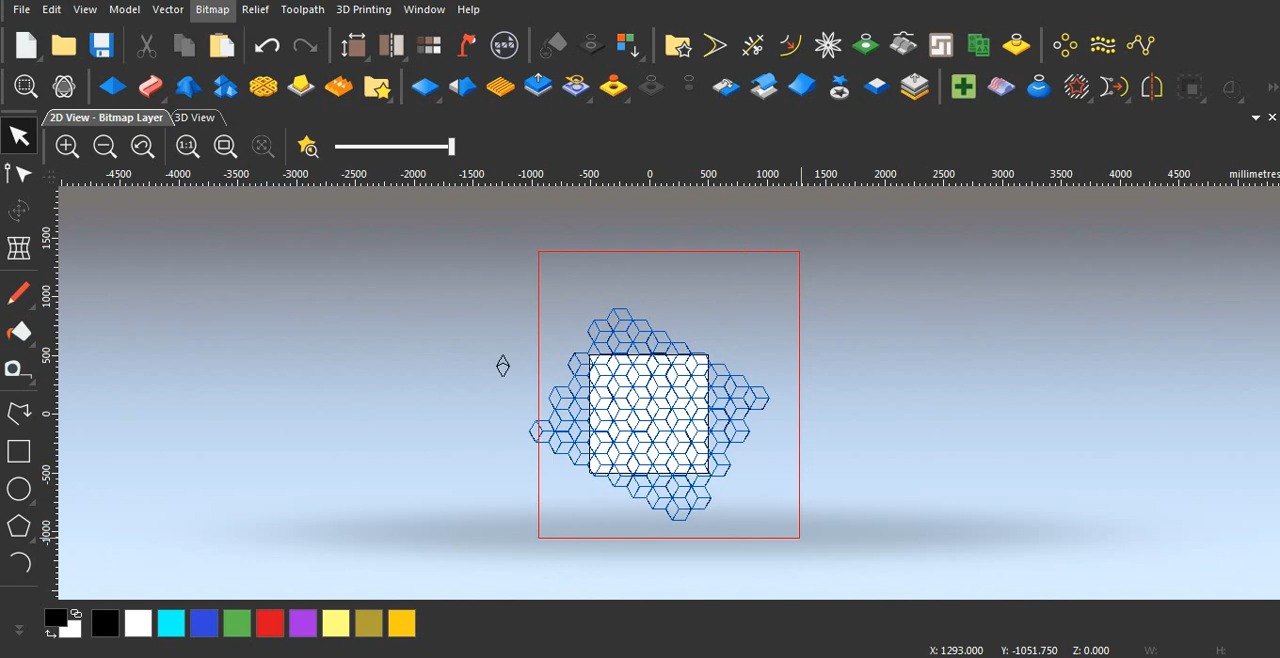 File Edit View Model Vector Bitmap Relief Toolpath 3D Printing Window Help
2D View - Bitmap Layer 3D View
1:1
-4500 -4000 -3500 -3000 -2500 -2000 -1500 -1000 -500 0 500 1000 1500 2000 2500 3000 3500 4000 4500 millimetres
1500
1000
500
0
-500
-1000
X: 1293.000 Y: -1051.750 Z: 0.000 W: H: